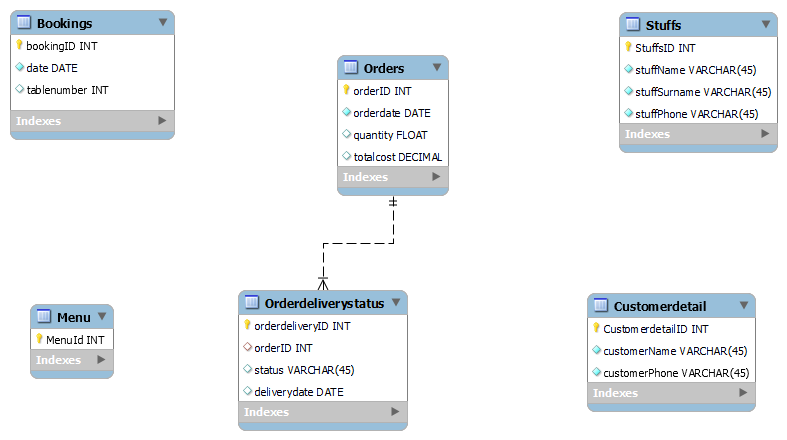 Bookings
bookingID INT
date DATE
tablenumber INT
Indexes
Orders
orderID INT
orderdate DATE
quantity FLOAT
totalcost DECIMAL
Indexes
Stuffs
StuffsID INT
stuffName VARCHAR(45)
stuffSurname VARCHAR(45)
stuffPhone VARCHAR(45)
Indexes
Menu
MenuId INT
Indexes
Orderdeliverystatus
orderdeliveryID INT
orderID INT
status VARCHAR(45)
deliverydate DATE
Indexes
Customerdetail
CustomerdetailID INT
customerName VARCHAR(45)
customerPhone VARCHAR(45)
Indexes